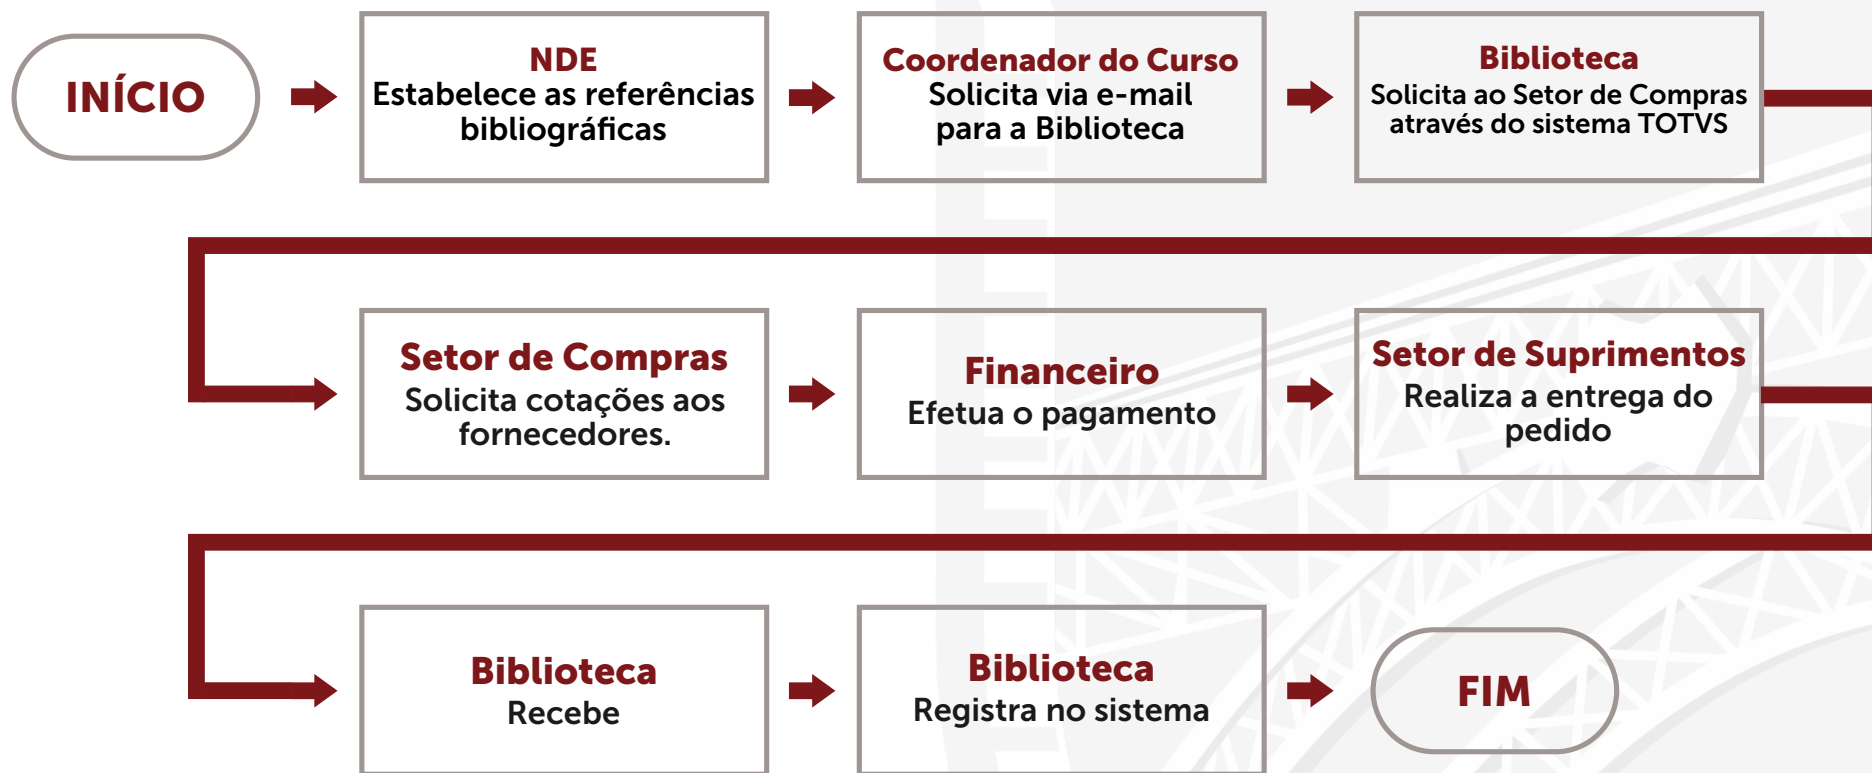 INÍCIO
NDE
Estabelece as referências
bibliográficas
Coordenador do Curso
Solicita via e-mail
para a Biblioteca
Biblioteca
Solicita ao Setor de Compras
através do sistema TOTVS
Setor de Compras
Solicita cotações aos
fornecedores.
Financeiro
Efetua o pagamento
Setor de Suprimentos
Realiza a entrega do
pedido
Biblioteca
Recebe
Biblioteca
Registra no sistema
FIM